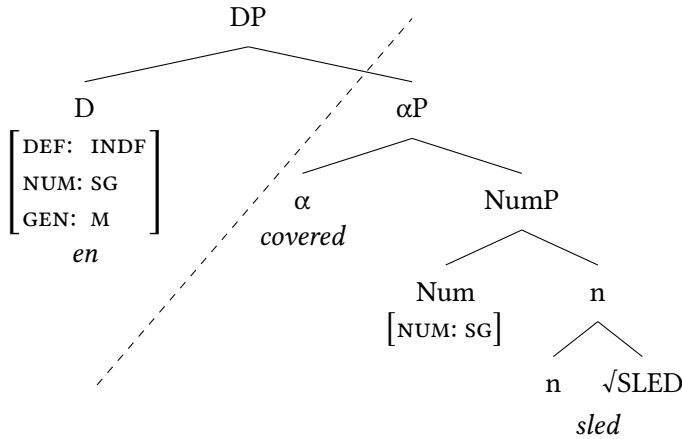 DP
D
αP
DEF: INDF
NUM: SG
GEN: M
en
α
covered
NumP
Num
[NUM: SG]
n
n √SLED
sled